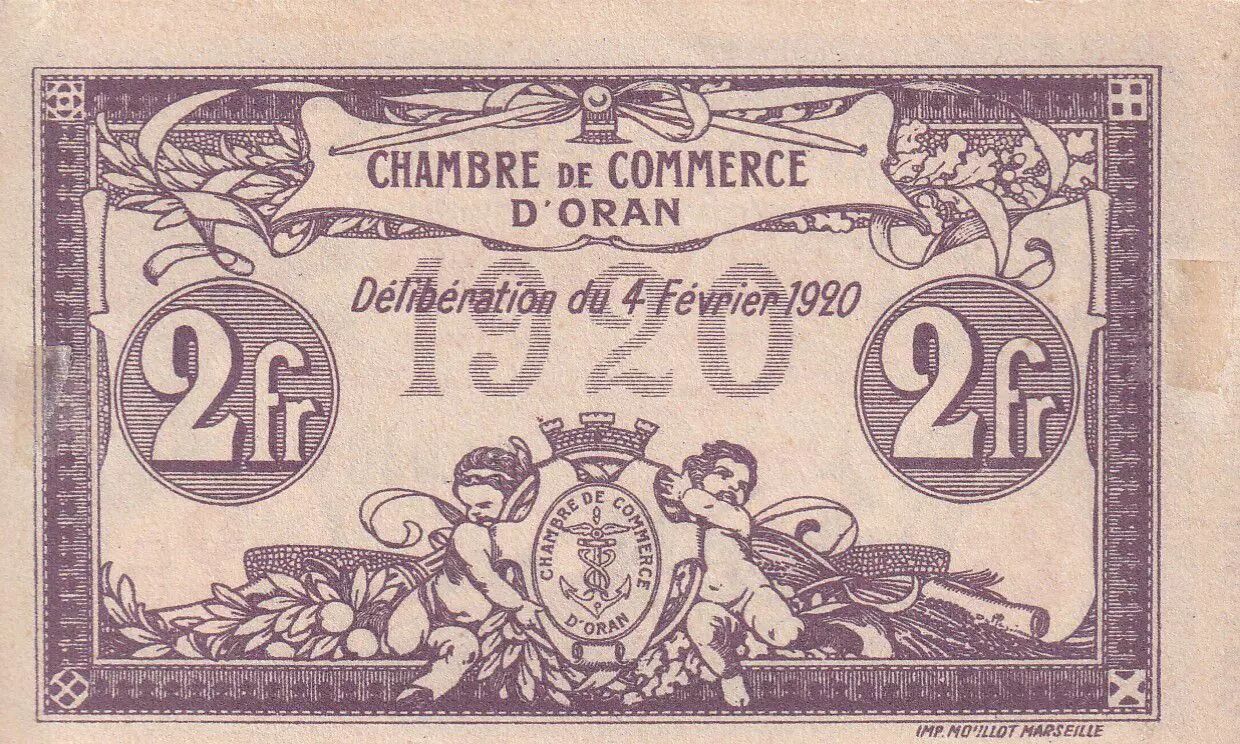 CHAMBRE DE COMMERCE
D'ORAN
1920
Délibération du 4 Février 1920
2fr
2fr
CHAMBRE DE COMMERCE
D'ORAN
IMP. MOULLOT MARSEILLE